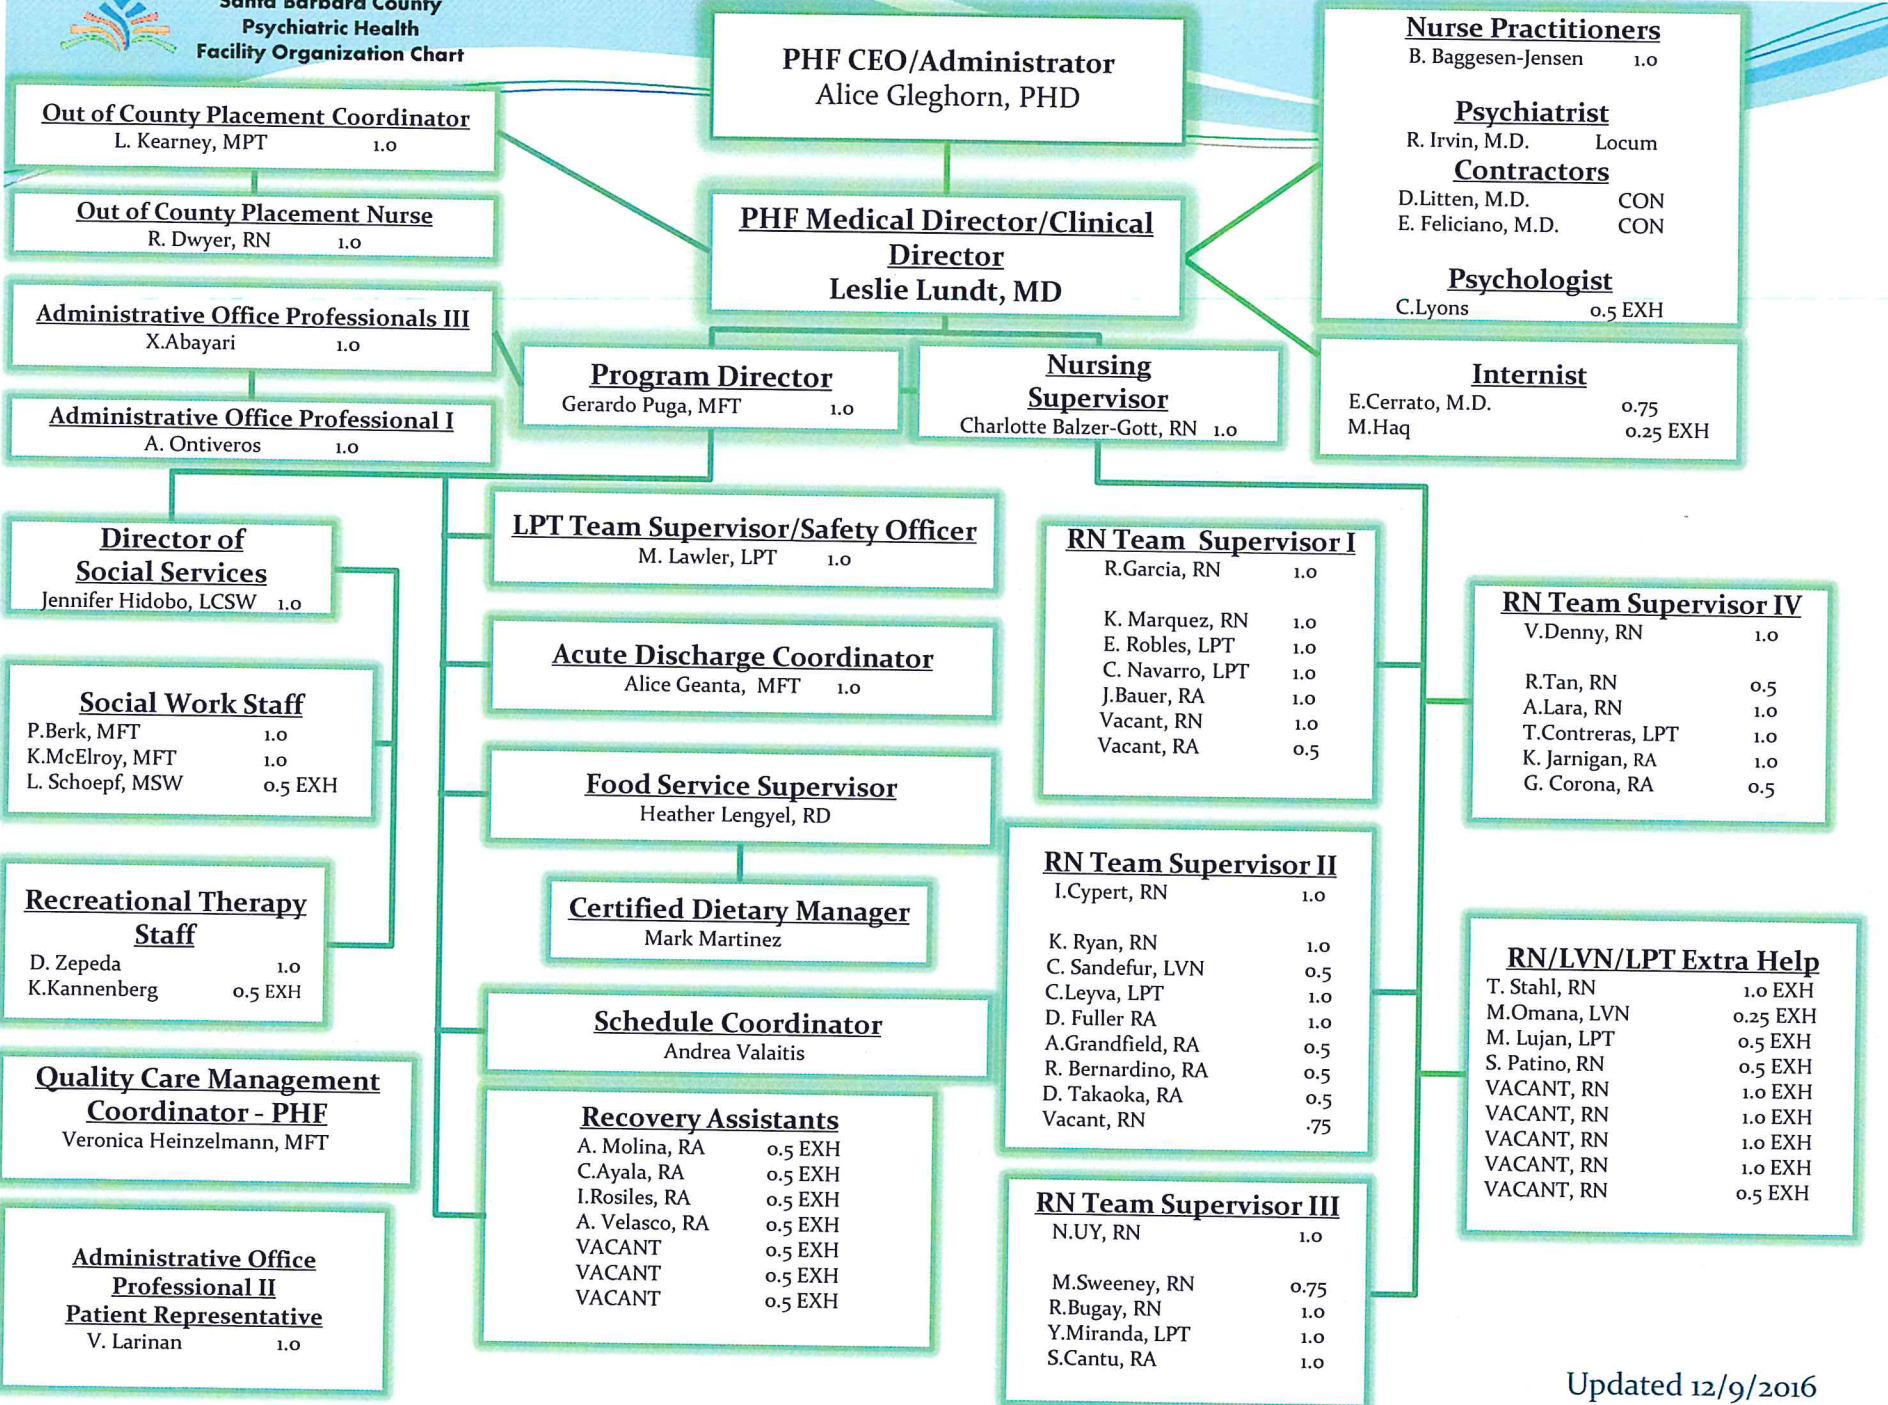 Santa Barbara County
Psychiatric Health
Facility Organization Chart
PHF CEO/Administrator
Alice Gleghorn, PHD
Nurse Practitioners
B. Baggesen-Jensen 1.0
Psychiatrist
R. Irvin, M.D. Locum
Contractors
D.Litten, M.D. CON
E. Feliciano, M.D. CON
Psychologist
C.Lyons 0.5 EXH
Out of County Placement Coordinator
L. Kearney, MPT 1.0
Out of County Placement Nurse
R. Dwyer, RN 1.0
PHF Medical Director/Clinical
Director
Leslie Lundt, MD
Administrative Office Professionals III
X.Abayari 1.0
Administrative Office Professional I
A. Ontiveros 1.0
Program Director
Gerardo Puga, MFT 1.0
Nursing
Supervisor
Charlotte Balzer-Gott, RN 1.0
Internist
E.Cerrato, M.D. 0.75
M.Haq 0.25 EXH
Director of
Social Services
Jennifer Hidobo, LCSW 1.0
Social Work Staff
P.Berk, MFT 1.0
K.McElroy, MFT 1.0
L. Schoepf, MSW 0.5 EXH
Recreational Therapy
Staff
D. Zepeda 1.0
K.Kannenberg 0.5 EXH
Quality Care Management
Coordinator - PHF
Veronica Heinzelmann, MFT
Administrative Office
Professional II
Patient Representative
V. Larinan 1.0
LPT Team Supervisor/Safety Officer
M. Lawler, LPT 1.0
Acute Discharge Coordinator
Alice Geanta, MFT 1.0
Food Service Supervisor
Heather Lengyel, RD
Certified Dietary Manager
Mark Martinez
Schedule Coordinator
Andrea Valaitis
Recovery Assistants
A. Molina, RA 0.5 EXH
C.Ayala, RA 0.5 EXH
I.Rosiles, RA 0.5 EXH
A. Velasco, RA 0.5 EXH
VACANT 0.5 EXH
VACANT 0.5 EXH
VACANT 0.5 EXH
RN Team Supervisor I
R.Garcia, RN 1.0
K. Marquez, RN 1.0
E. Robles, LPT 1.0
C. Navarro, LPT 1.0
J.Bauer, RA 1.0
Vacant, RN 1.0
Vacant, RA 0.5
RN Team Supervisor II
I.Cypert, RN 1.0
K. Ryan, RN 1.0
C. Sandefur, LVN 0.5
C.Leyva, LPT 1.0
D. Fuller RA 1.0
A.Grandfield, RA 0.5
R. Bernardino, RA 0.5
D. Takaoka, RA 0.5
Vacant, RN .75
RN Team Supervisor III
N.UY, RN 1.0
M.Sweeney, RN 0.75
R.Bugay, RN 1.0
Y.Miranda, LPT 1.0
S.Cantu, RA 1.0
RN Team Supervisor IV
V.Denny, RN 1.0
R.Tan, RN 0.5
A.Lara, RN 1.0
T.Contreras, LPT 1.0
K. Jarnigan, RA 1.0
G. Corona, RA 0.5
RN/LVN/LPT Extra Help
T. Stahl, RN 1.0 EXH
M.Omana, LVN 0.25 EXH
M. Lujan, LPT 0.5 EXH
S. Patino, RN 0.5 EXH
VACANT, RN 1.0 EXH
VACANT, RN 1.0 EXH
VACANT, RN 1.0 EXH
VACANT, RN 1.0 EXH
VACANT, RN 0.5 EXH
Updated 12/9/2016